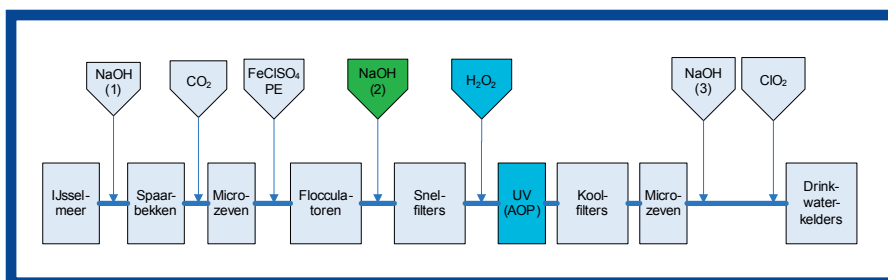 NaOH
(1)
CO₂
FeClSO₄
PE
NaOH
(2)
H₂O₂
NaOH
(3)
ClO₂
IJssel-
meer
Spaar-
bekken
Micro-
zeven
Floccula-
toren
Snel-
filters
UV
(AOP)
Kool-
filters
Micro-
zeven
Drink-
water-
kelders